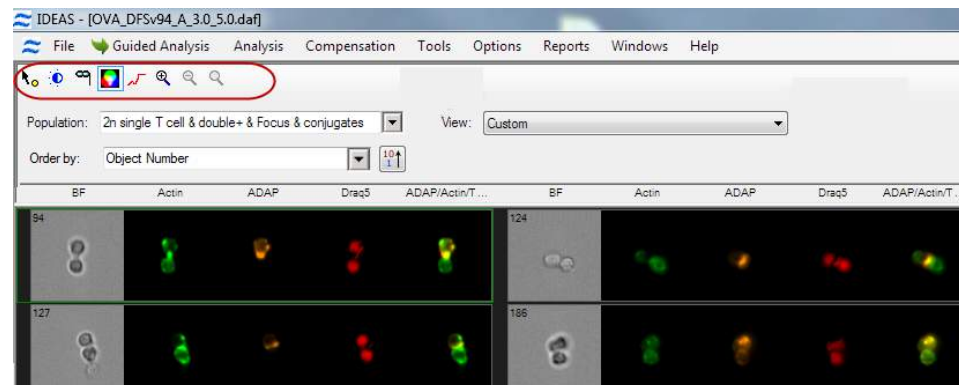 IDEAS - [OVA_DFSv94_A_3.0_5.0.daf]
File Guided Analysis Analysis Compensation Tools Options Reports Windows Help
Population: 2n single T cell & double+ & Focus & conjugates View: Custom
Order by: Object Number 10 1
BF Actin ADAP Draq5 ADAP/Actin/T... BF Actin ADAP Draq5 ADAP/Actin/T.
94 124
127 186